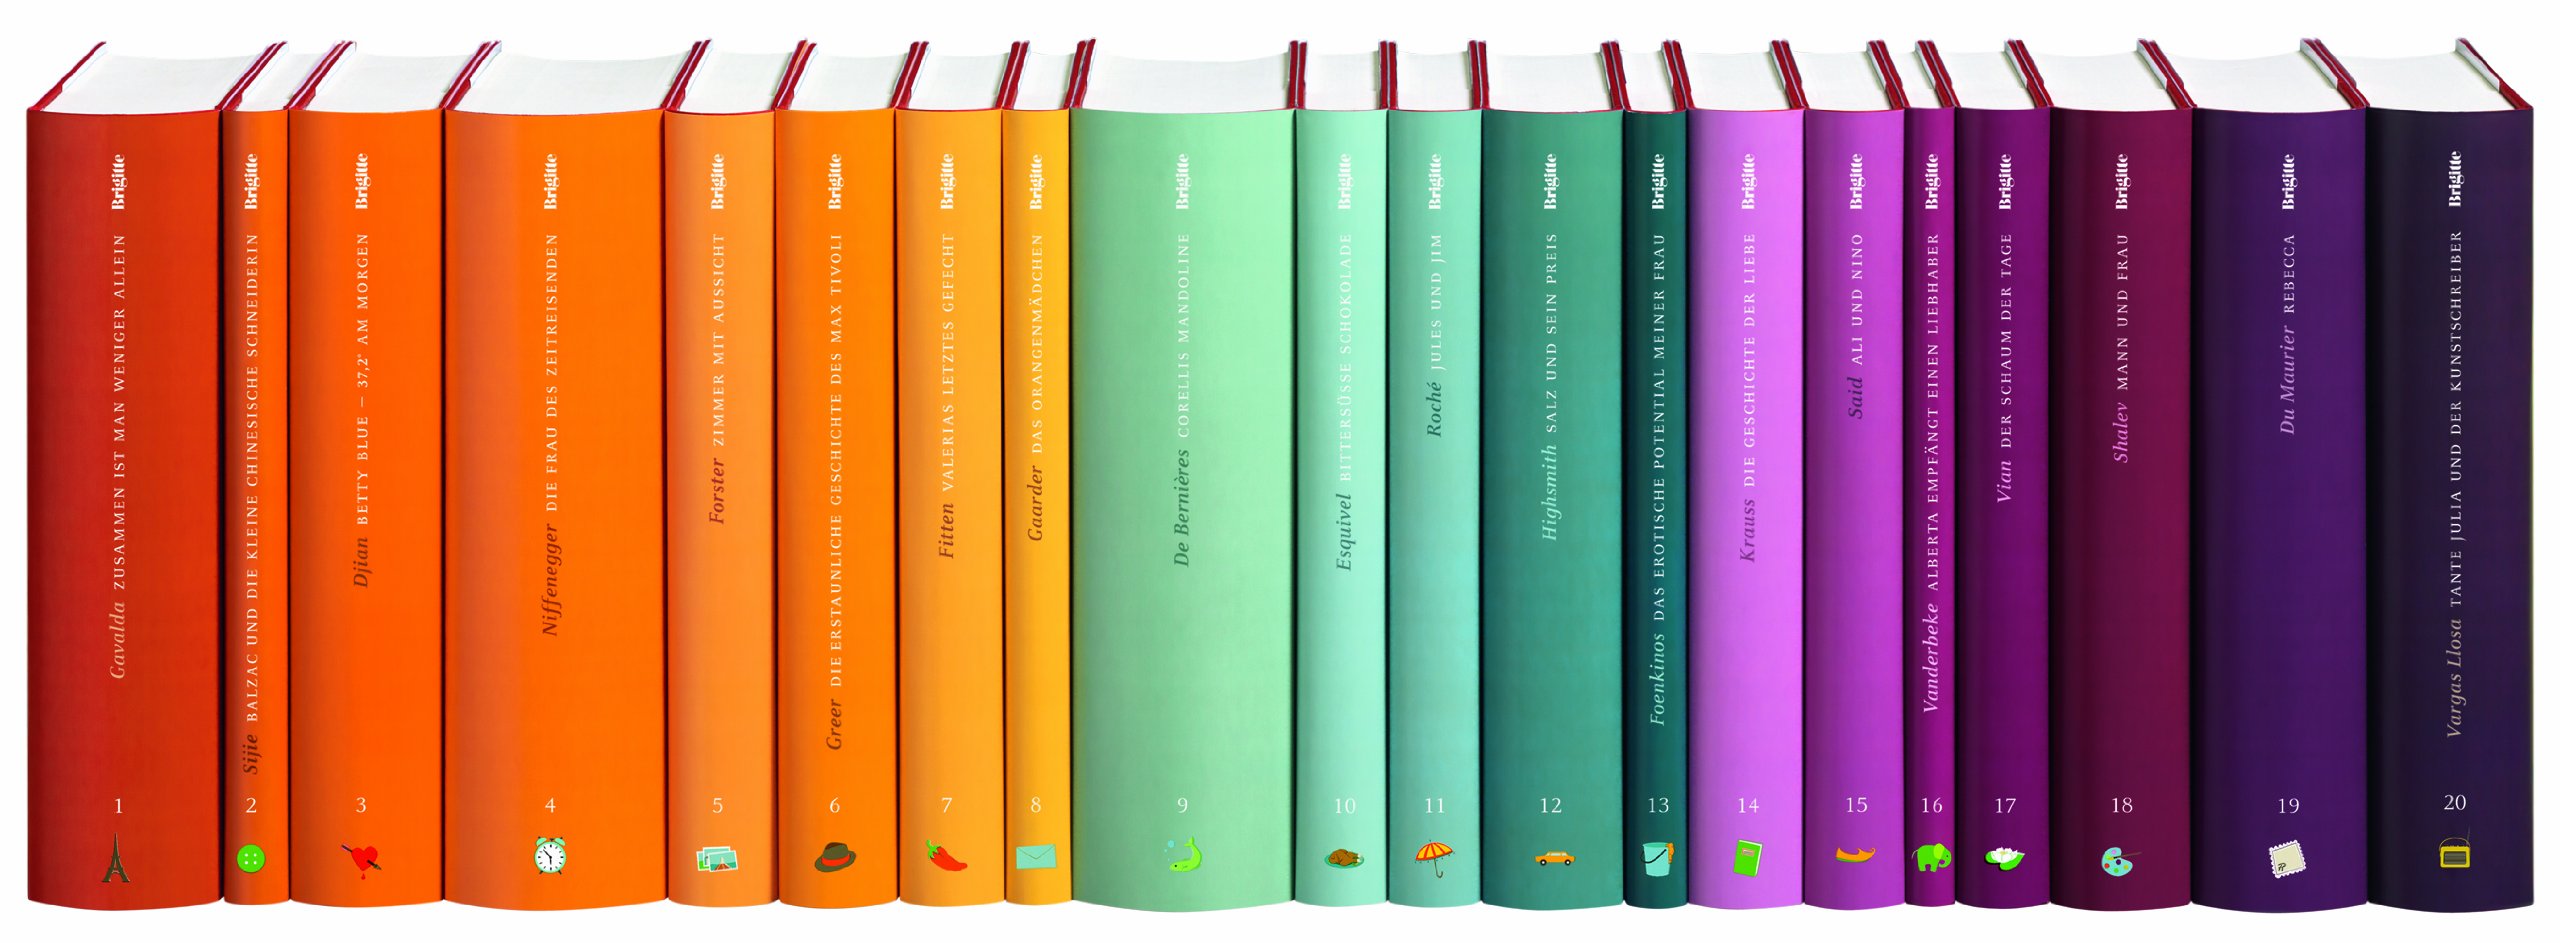 Gavalda ZUSAMMEN IST MAN WENIGER ALLEIN Brigitte
1
Sijie BALZAC UND DIE KLEINE CHINESISCHE SCHNEIDERIN Brigitte
2
Djian BETTY BLUE – 37,2° AM MORGEN Brigitte
3
Niffenegger DIE FRAU DES ZEITREISENDEN Brigitte
4
Forster ZIMMER MIT AUSSICHT Brigitte
5
Greer DIE ERSTAUNLICHE GESCHICHTE DES MAX TIVOLI Brigitte
6
Fitten VALERIAS LETZTES GEFECHT Brigitte
7
Gaarder DAS ORANGENMÄDCHEN Brigitte
8
De Bernières CORELLIS MANDOLINE Brigitte
9
Esquivel BITTERSÜSSE SCHOKOLADE Brigitte
10
Roché JULES UND JIM Brigitte
11
Highsmith SALZ UND SEIN PREIS Brigitte
12
Foenkinos DAS EROTISCHE POTENTIAL MEINER FRAU Brigitte
13
Krauss DIE GESCHICHTE DER LIEBE Brigitte
14
Said ALI UND NINO Brigitte
15
Vanderbeke ALBERTA EMPFÄNGT EINEN LIEBHABER Brigitte
16
Vian DER SCHAUM DER TAGE Brigitte
17
Shalev MANN UND FRAU Brigitte
18
Du Maurier REBECCA Brigitte
19
R
Vargas Llosa TANTE JULIA UND DER KUNSTSCHREIBER Brigitte
20